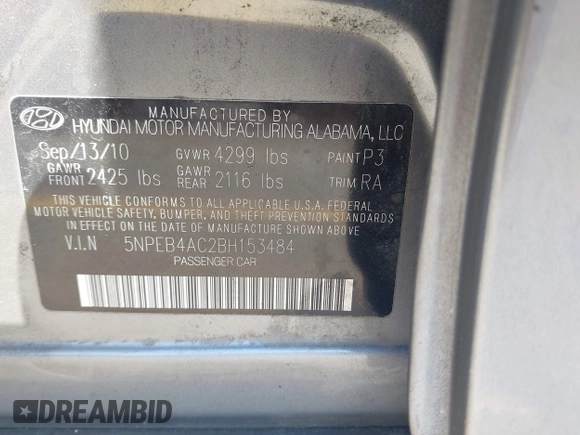 MANUFACTURED BY
HYUNDAI MOTOR MANUFACTURING ALABAMA, LLC
Sep/13/10 GVWR 4299 lbs PAINT P3
GAWR FRONT 2425 lbs GAWR REAR 2116 lbs TRIM RA
THIS VEHICLE CONFORMS TO ALL APPLICABLE U.S.A. FEDERAL
MOTOR VEHICLE SAFETY, BUMPER, AND THEFT PREVENTION STANDARDS
IN EFFECT ON THE DATE OF MANUFACTURE SHOWN ABOVE.
V.I.N 5NPEB4AC2BH153484
PASSENGER CAR
DREAMBID